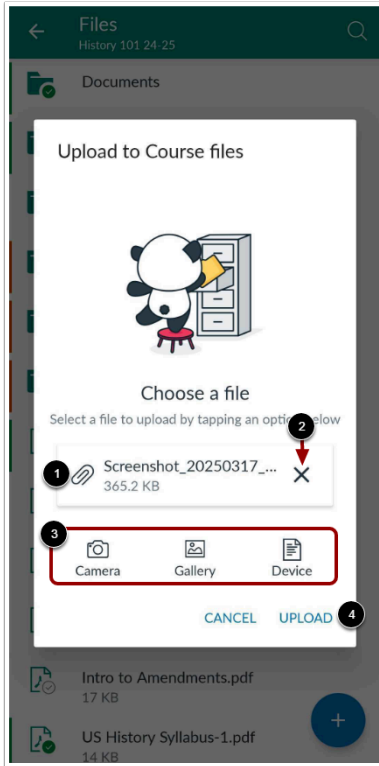 Files
History 101 24-25
Documents
Upload to Course files
Choose a file
Select a file to upload by tapping an option below
2
1
Screenshot_20250317_...
365.2 KB
3
Camera
Gallery
Device
CANCEL
UPLOAD
4
Intro to Amendments.pdf
17 KB
+
US History Syllabus-1.pdf
14 KB